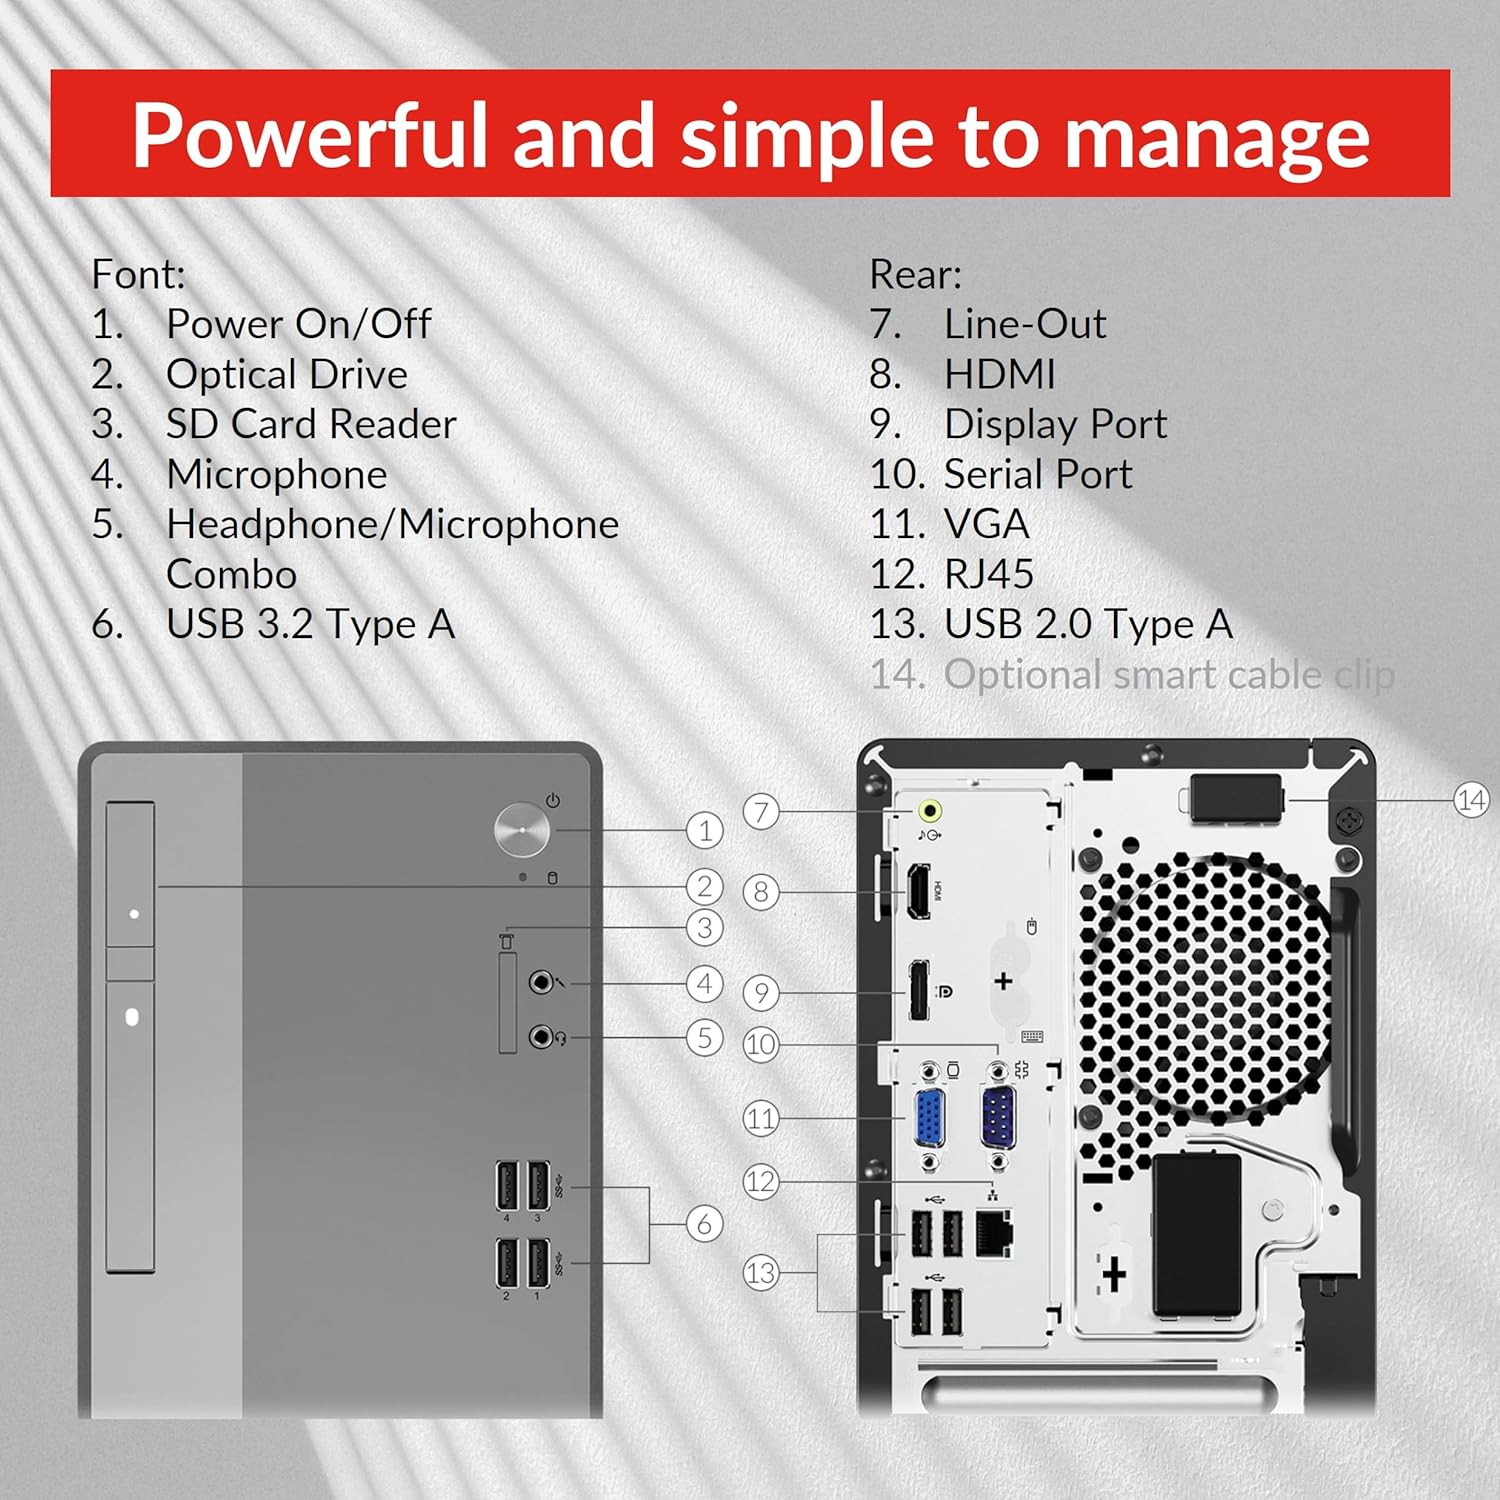 Powerful and simple to manage
Font:
1. Power On/Off
2. Optical Drive
3. SD Card Reader
4. Microphone
5. Headphone/Microphone
Combo
6. USB 3.2 Type A
Rear:
7. Line-Out
8. HDMI
9. Display Port
10. Serial Port
11. VGA
12. RJ45
13. USB 2.0 Type A
14. Optional smart cable clip
1
2
3
4
5
4 3
6
2 1
7
14
8
HDMI
9
10
11
12
13